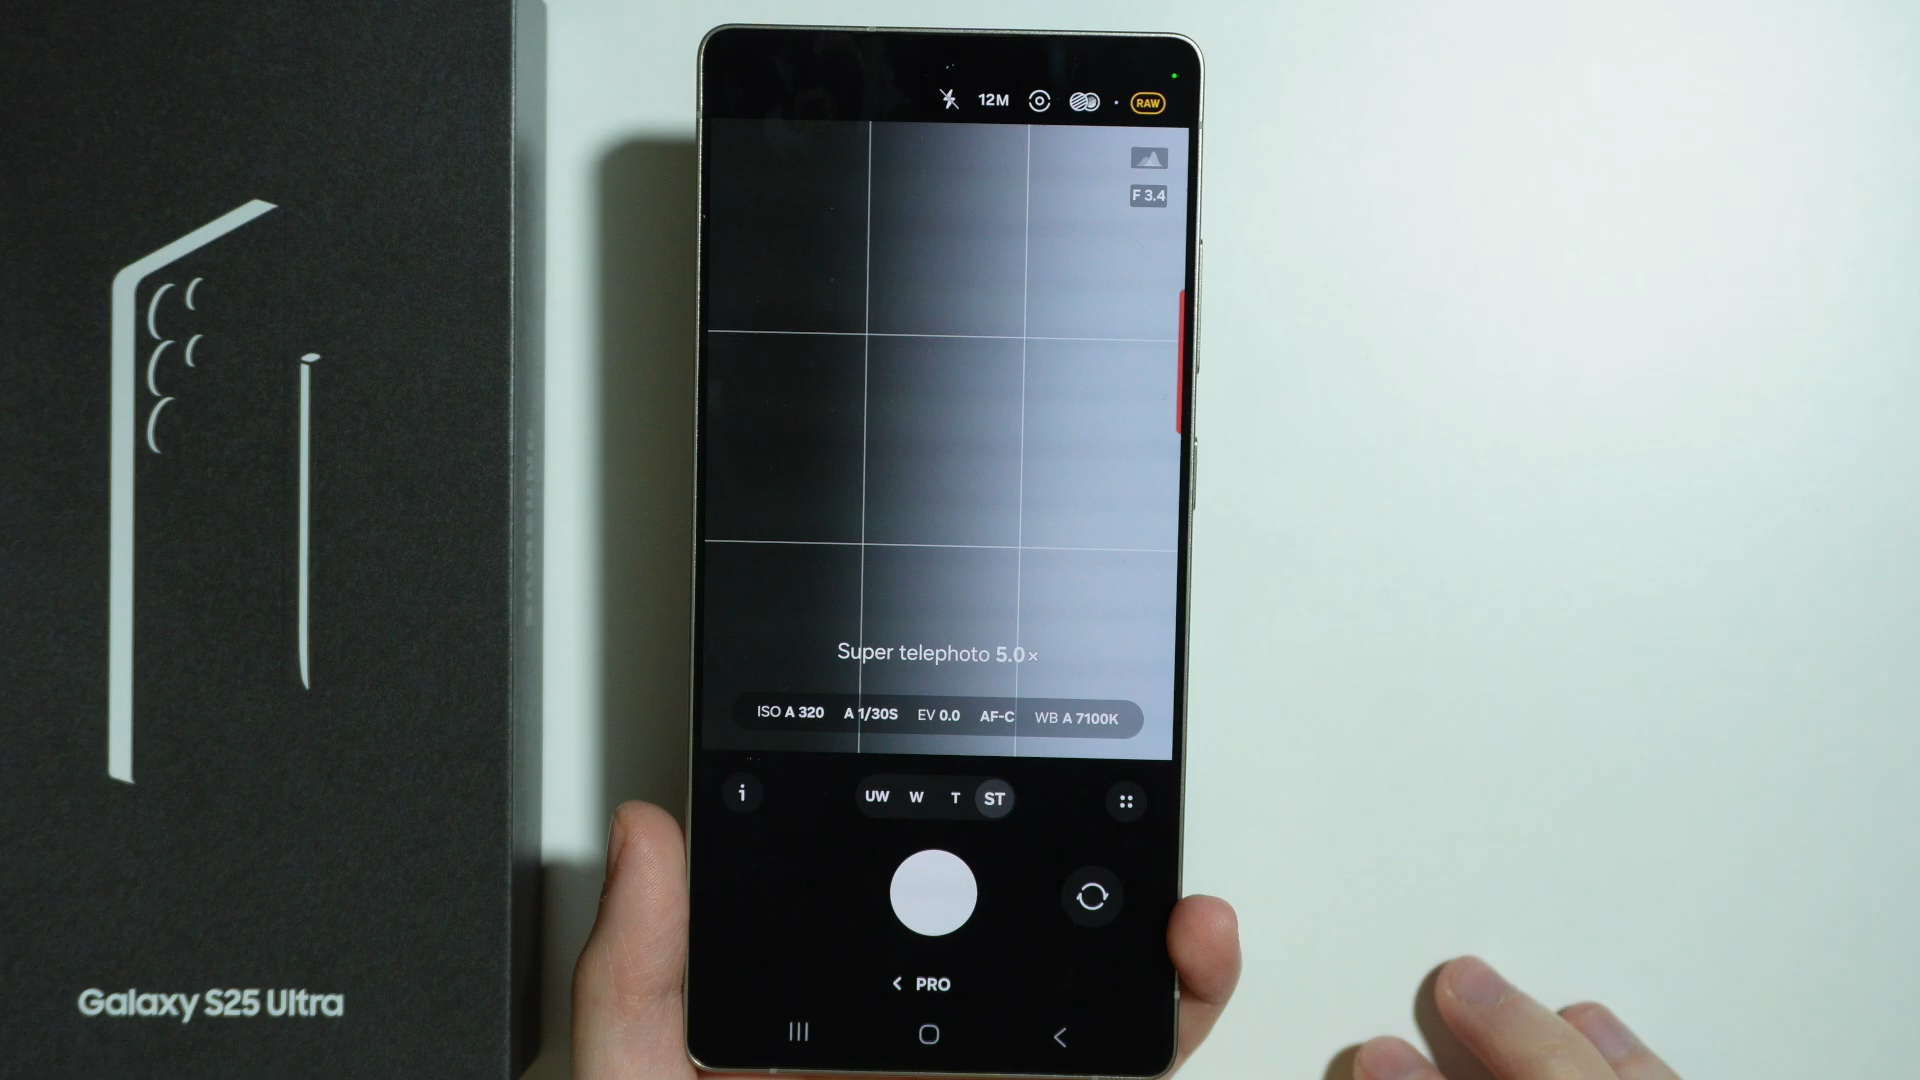 12M
RAW
F 3.4
Super telephoto 5.0×
ISO A 320 A 1/30S EV 0.0 AF-C WB A 7100K
UW W T ST
PRO
SAMSUNG
Galaxy S25 Ultra